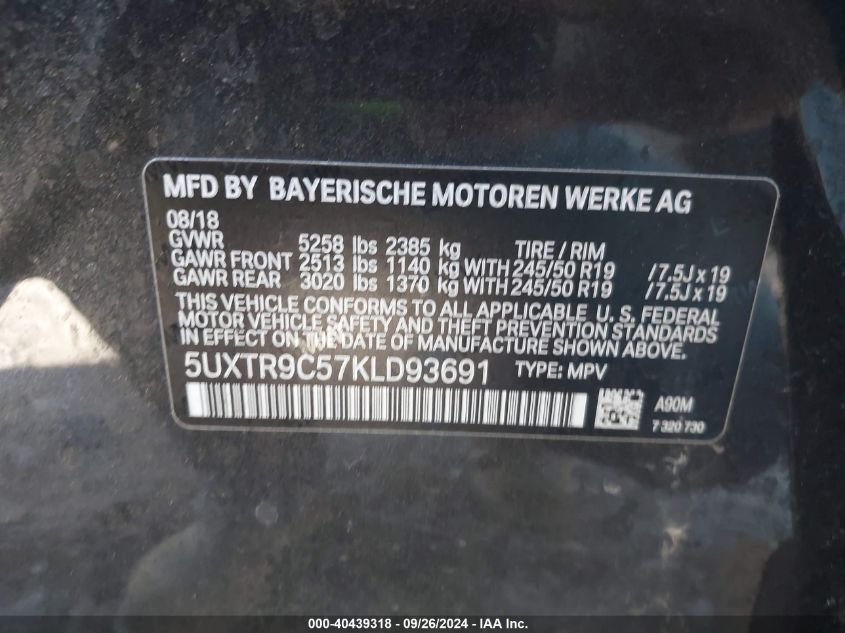 MFD BY BAYERISCHE MOTOREN WERKE AG
08/18
GVWR 5258 lbs 2385 kg TIRE / RIM
GAWR FRONT 2513 lbs 1140 kg WITH 245/50 R19 /7.5J x 19
GAWR REAR 3020 lbs 1370 kg WITH 245/50 R19 /7.5J x 19
THIS VEHICLE CONFORMS TO ALL APPLICABLE U. S. FEDERAL
MOTOR VEHICLE SAFETY AND THEFT PREVENTION STANDARDS
IN EFFECT ON THE DATE OF MANUFACTURE SHOWN ABOVE.
5UXTR9C57KLD93691 TYPE: MPV
A90M
7 320 730
000-40439318 - 09/26/2024 - IAA Inc.